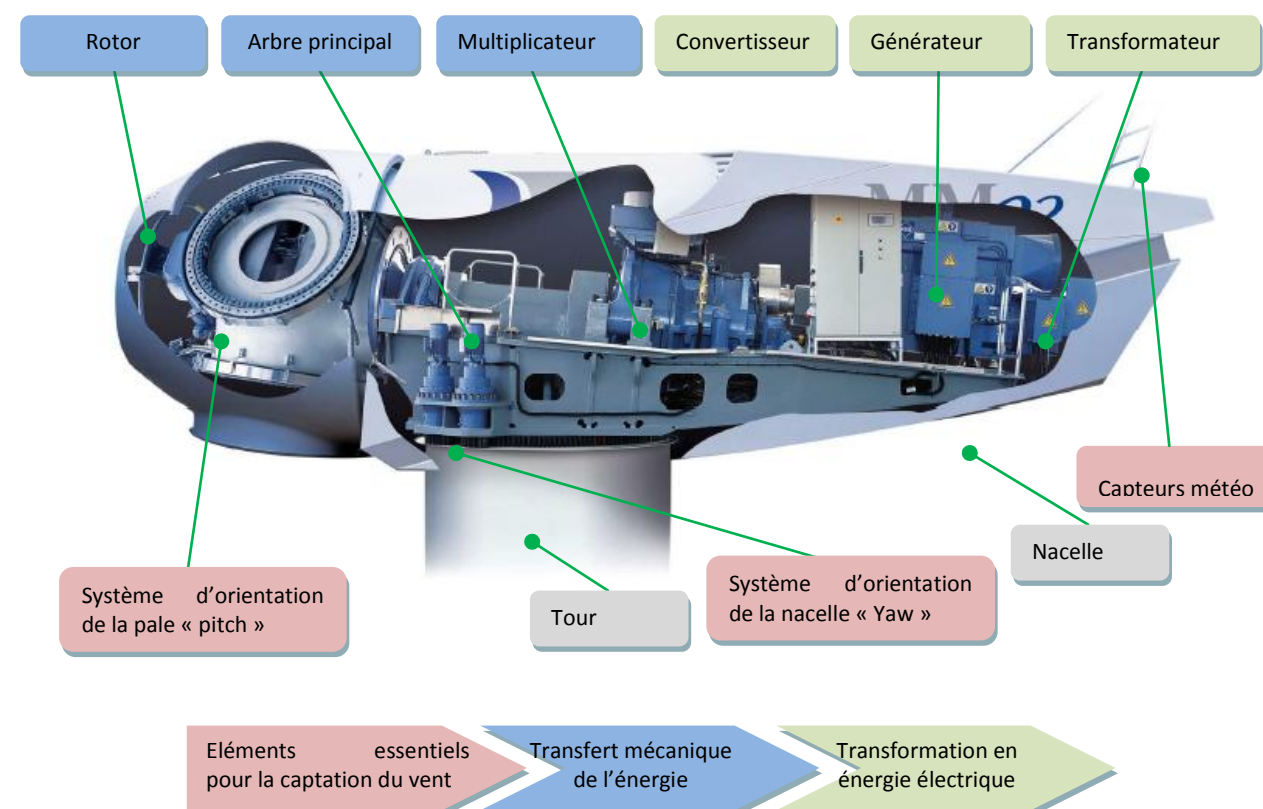 Rotor
Arbre principal
Multiplicateur
Convertisseur
Générateur
Transformateur
MM92
Capteurs météo
Nacelle
Système d'orientation
de la pale « pitch »
Tour
Système d'orientation
de la nacelle « Yaw »
Eléments essentiels
pour la captation du vent
Transfert mécanique
de l'énergie
Transformation en
énergie électrique